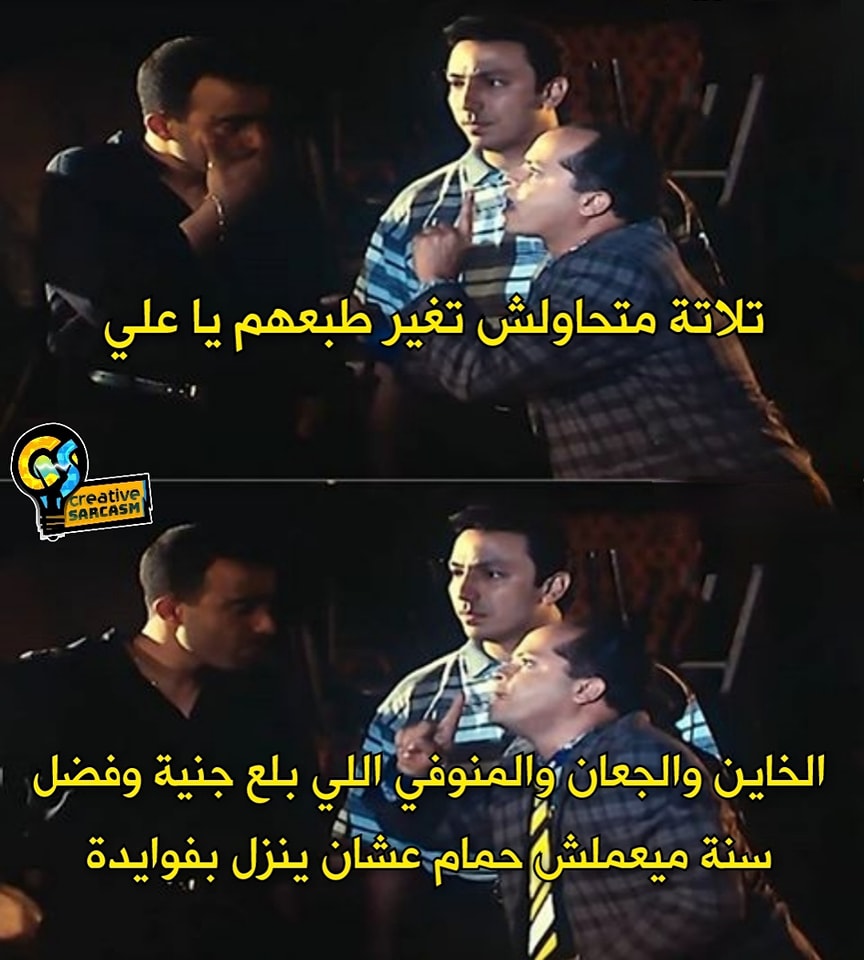 تلاتة متحاولش تغير طبعهم يا علي
creative
SARCASM
الخاين والجعان والمنوفي اللي بلع جنية وفضل
سنة ميعملش حمام عشان ينزل بفوايدة